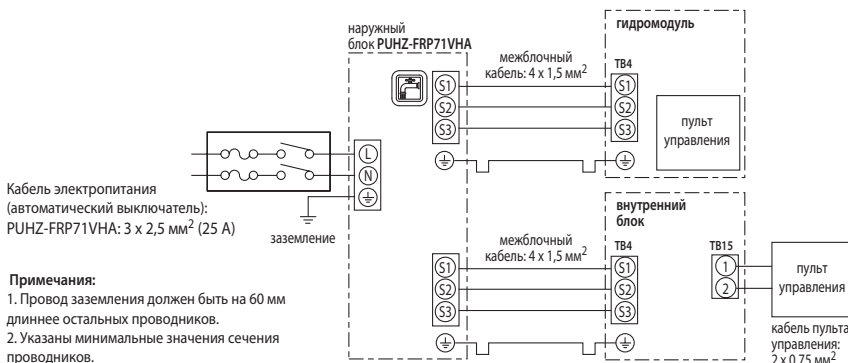 наружный
блок PUHZ-FRP71VHA
гидромодуль
межблочный
кабель: 4 x 1,5 мм²
TB4
S1
S1
S2
S2
S3
S3
пульт
управления
L
N
Кабель электропитания
(автоматический выключатель):
PUHZ-FRP71VHA: 3 x 2,5 мм² (25 А)
заземление
внутренний
блок
межблочный
кабель: 4 x 1,5 мм²
TB4
TB15
S1
S1
S2
S2
S3
S3
1
2
пульт
управления
кабель пульта
управления:
2 x 0,75 мм²
Примечания:
1. Провод заземления должен быть на 60 мм
длиннее остальных проводников.
2. Указаны минимальные значения сечения
проводников.